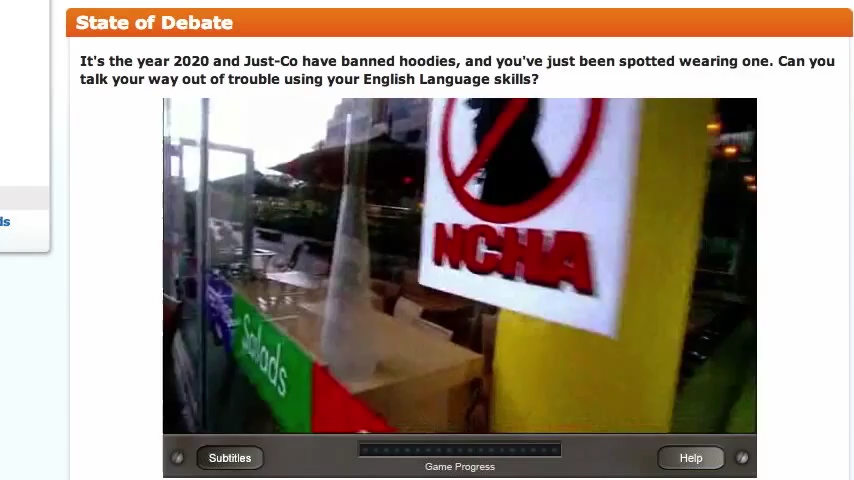 State of Debate
It's the year 2020 and Just-Co have banned hoodies, and you've just been spotted wearing one. Can you
talk your way out of trouble using your English Language skills?
ds
NCHA
Salads
Subtitles
Game Progress
Help